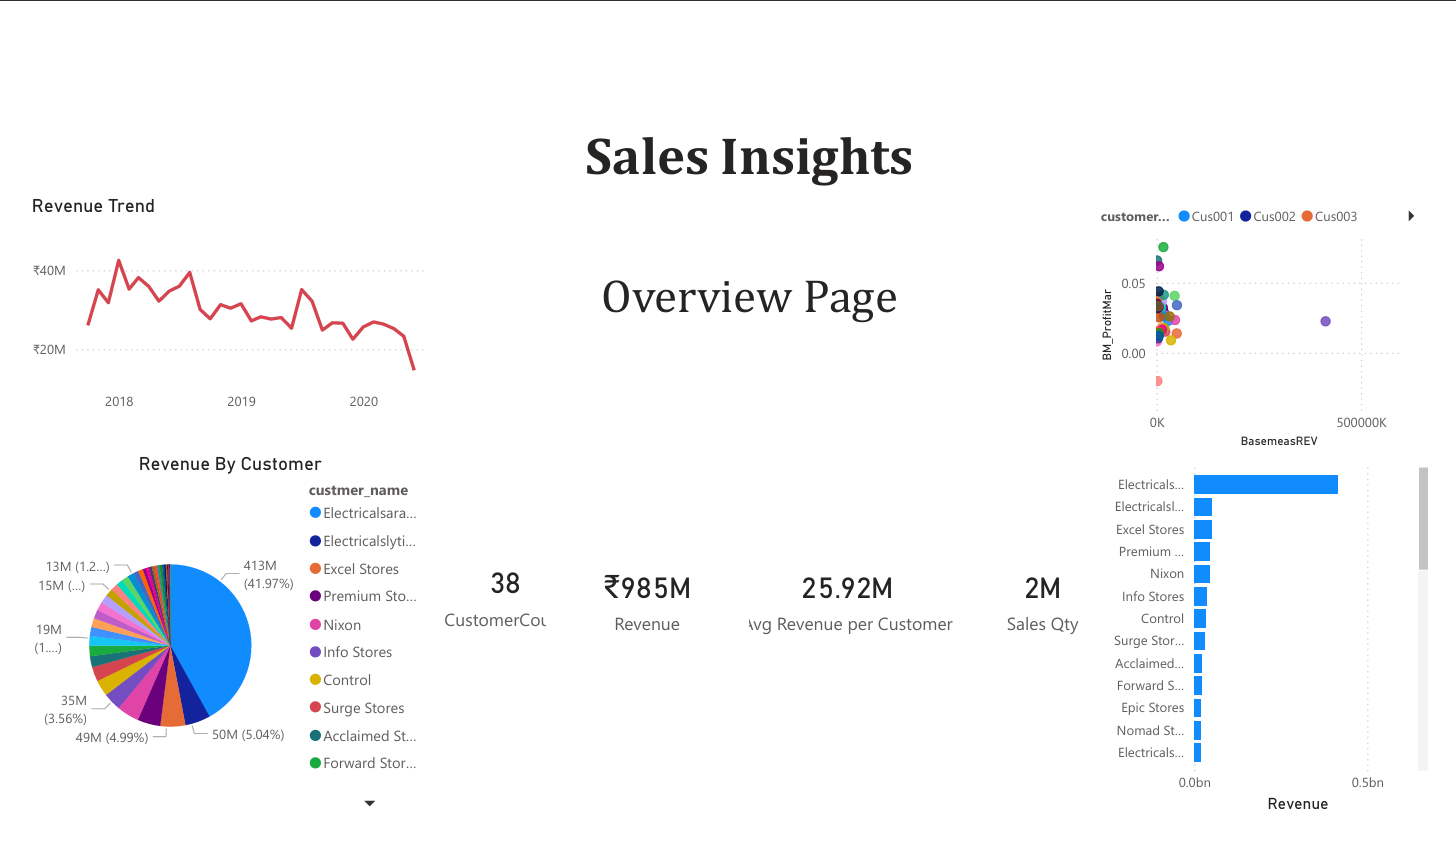 Sales Insights
Overview Page
Revenue Trend
₹40M
₹20M
2018 2019 2020
customer... Cus001 Cus002 Cus003
BM_ProfitMar
0.05
0.00
0K 500000K
BasemeasREV
Revenue By Customer
custmer_name
Electricalsara...
Electricalslyti...
Excel Stores
Premium Sto...
Nixon
Info Stores
Control
Surge Stores
Acclaimed St...
Forward Stor...
413M
(41.97%)
50M (5.04%)
49M (4.99%)
35M
(3.56%)
19M
(1....)
15M (...)
13M (1.2...)
38
CustomerCou
₹985M
Revenue
25.92M
Avg Revenue per Customer
2M
Sales Qty
Electricals...
Electricalsl...
Excel Stores
Premium ...
Nixon
Info Stores
Control
Surge Stor...
Acclaimed...
Forward S...
Epic Stores
Nomad St...
Electricals...
0.0bn 0.5bn
Revenue